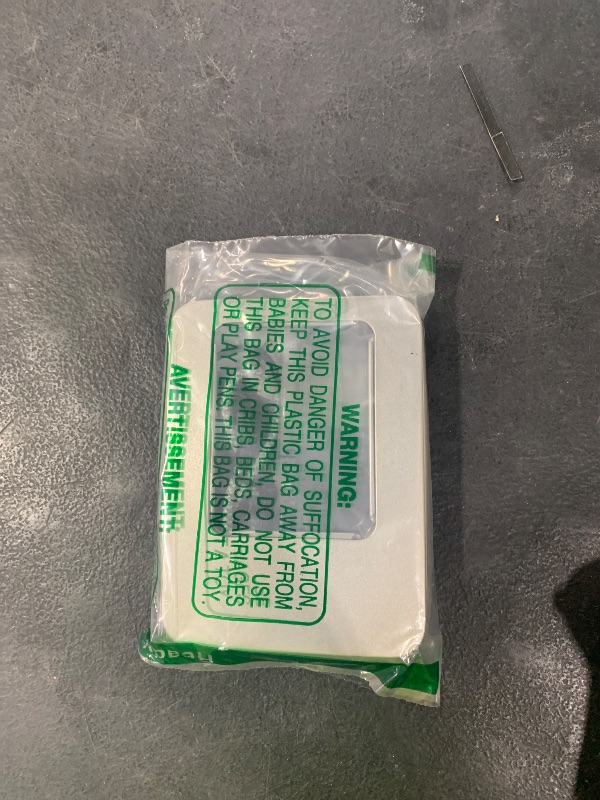 WARNING:
TO AVOID DANGER OF SUFFOCATION,
KEEP THIS PLASTIC BAG AWAY FROM
BABIES AND CHILDREN, DO NOT USE
THIS BAG IN CRIBS, BEDS, CARRIAGES
OR PLAY PENS. THIS BAG IS NOT A TOY.
AVERTISSEMENT: